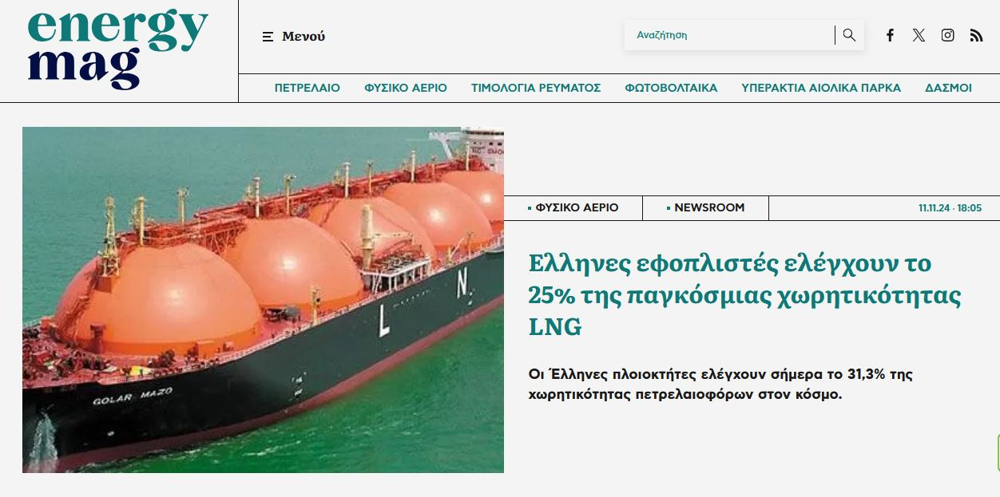 energy
mag
Μενού
Αναζήτηση
ΠΕΤΡΕΛΑΙΟ ΦΥΣΙΚΟ ΑΕΡΙΟ ΤΙΜΟΛΟΓΙΑ ΡΕΥΜΑΤΟΣ ΦΩΤΟΒΟΛΤΑΙΚΑ ΥΠΕΡΑΚΤΙΑ ΑΙΟΛΙΚΑ ΠΑΡΚΑ ΔΑΣΜΟΙ
ΦΥΣΙΚΟ ΑΕΡΙΟ
NEWSROOM
11.11.24 · 18:05
Ελληνες εφοπλιστές ελέγχουν το
25% της παγκόσμιας χωρητικότητας
LNG
Οι Έλληνες πλοιοκτήτες ελέγχουν σήμερα το 31,3% της
χωρητικότητας πετρελαιοφόρων στον κόσμο.
L N
GOLAR MAZO